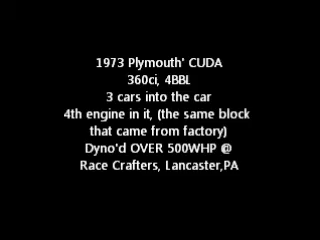 1973 Plymouth' CUDA
360ci, 4BBL
3 cars into the car
4th engine in it, (the same block
that came from factory)
Dyno'd OVER 500WHP @
Race Crafters, Lancaster,PA